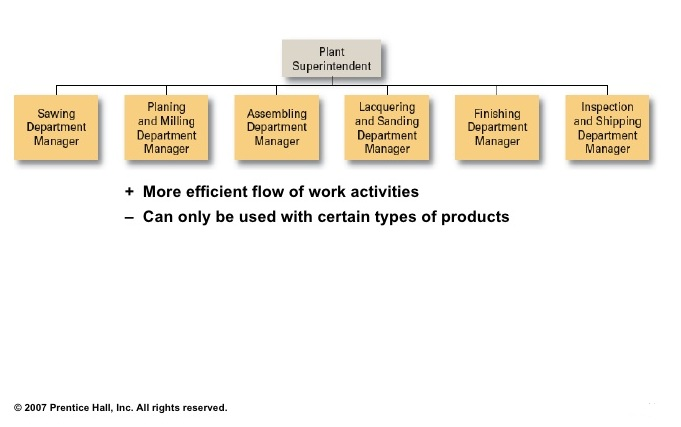 Plant
Superintendent
Sawing
Department
Manager
Planing
and Milling
Department
Manager
Assembling
Department
Manager
Lacquering
and Sanding
Department
Manager
Finishing
Department
Manager
Inspection
and Shipping
Department
Manager
+ More efficient flow of work activities
– Can only be used with certain types of products
© 2007 Prentice Hall, Inc. All rights reserved.